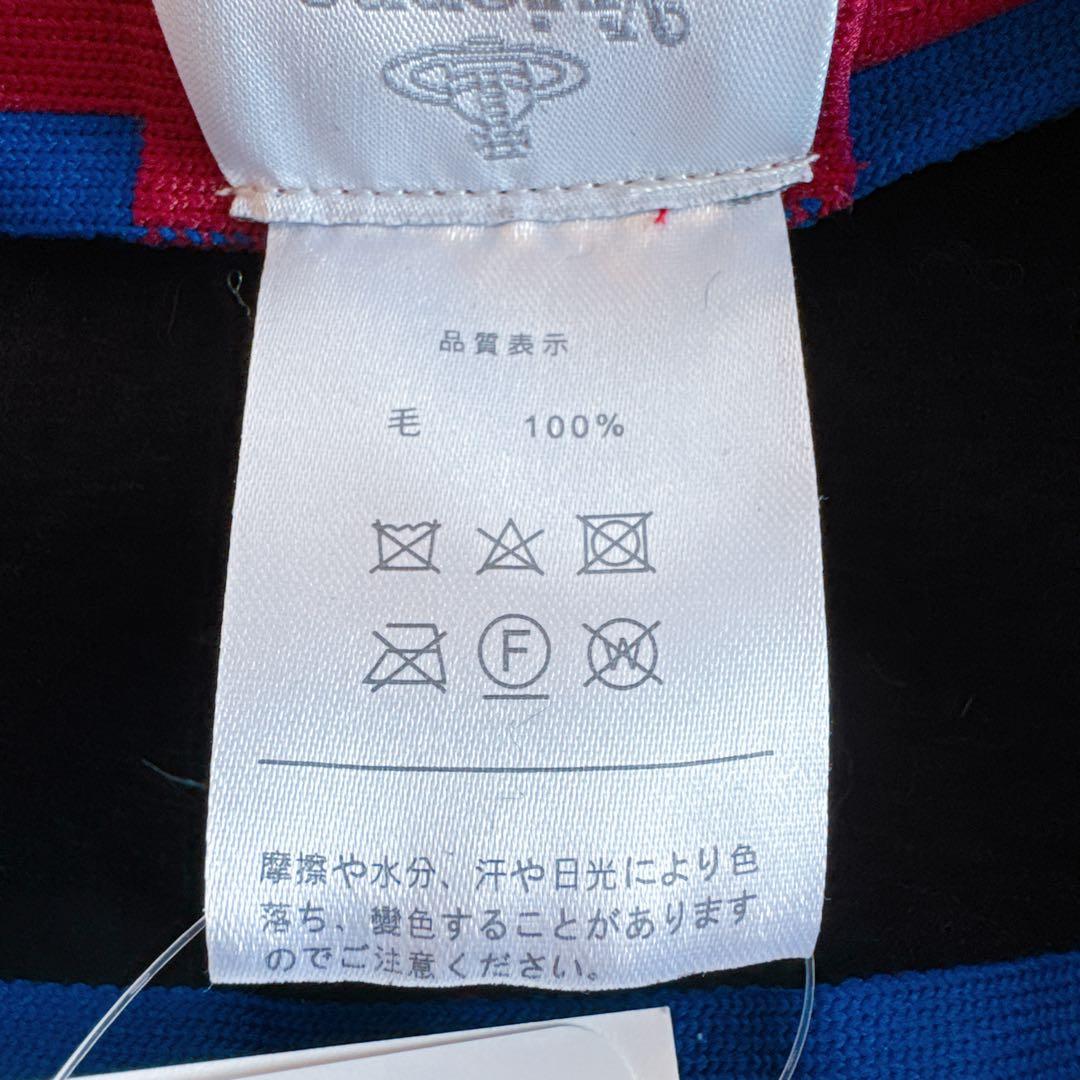 Vivienne
品質表示
毛 100%
F
W
摩擦や水分、汗や日光により色
落ち、變色することがあります
のでご注意ください。